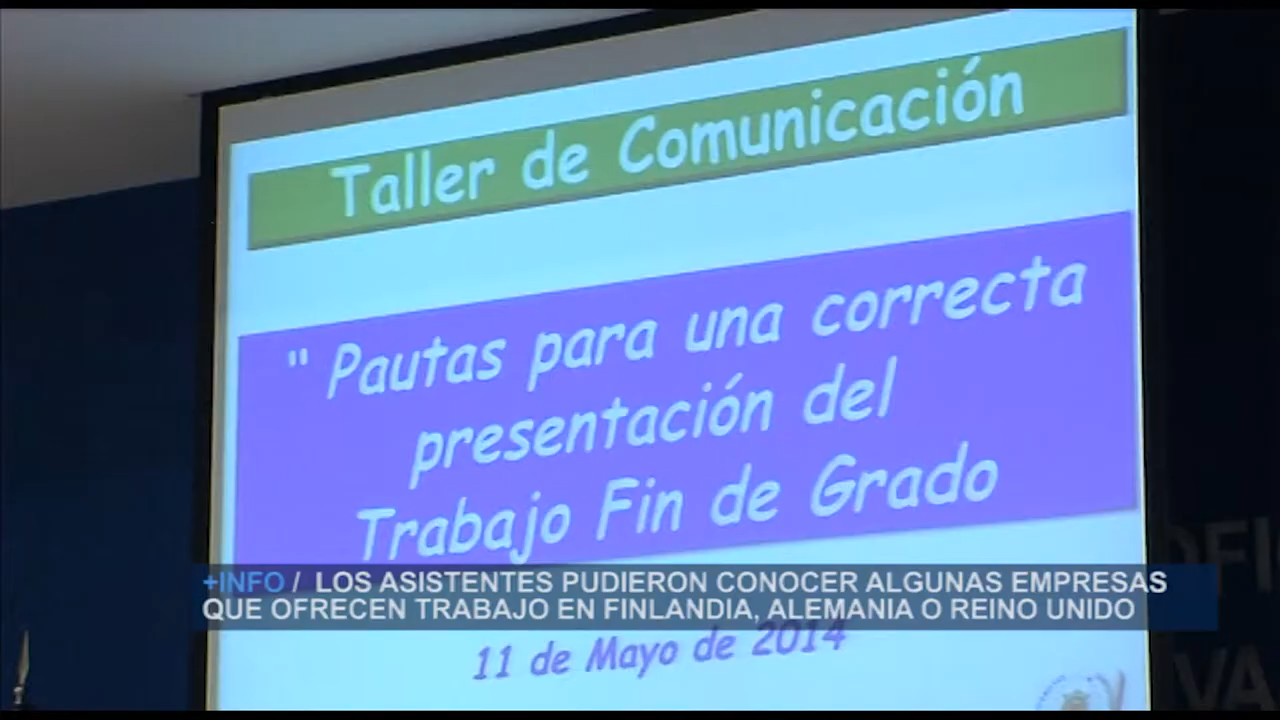 Taller de Comunicación
" Pautas para una correcta
presentación del
Trabajo Fin de Grado
+INFO / LOS ASISTENTES PUDIERON CONOCER ALGUNAS EMPRESAS
QUE OFRECEN TRABAJO EN FINLANDIA, ALEMANIA O REINO UNIDO
11 de Mayo de 2014